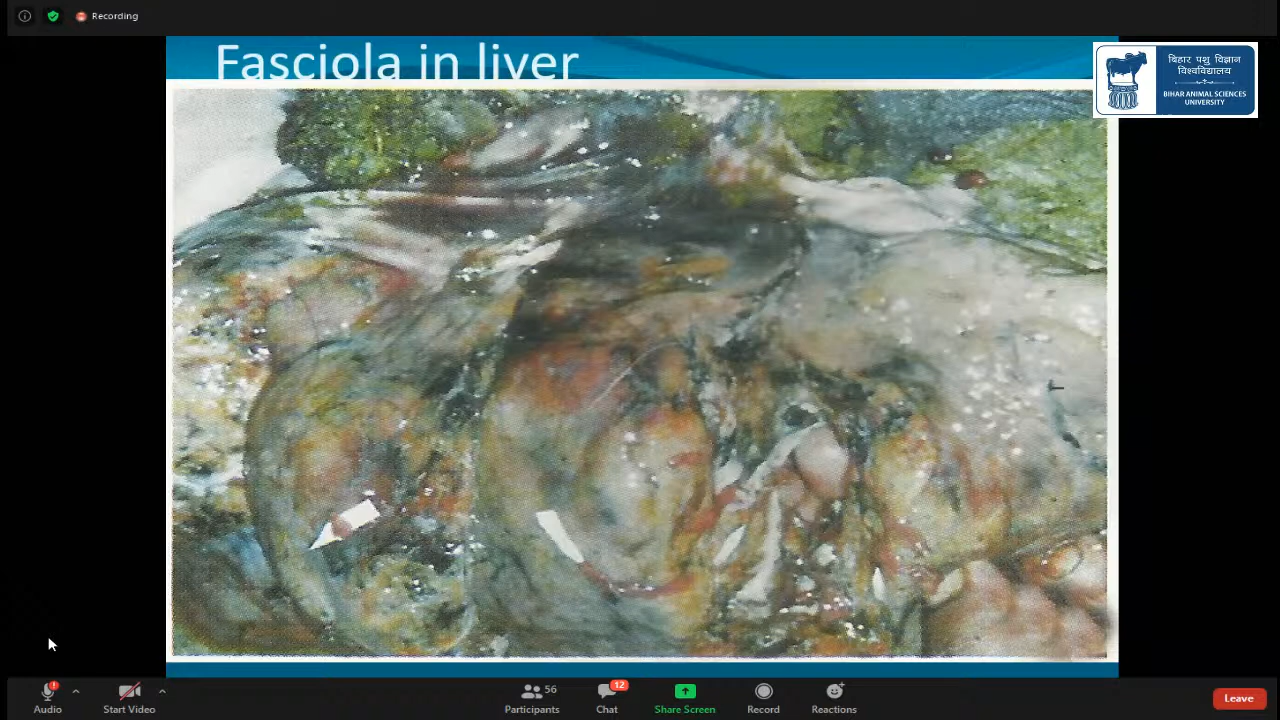 Recording
Fasciola in liver
बिहार पशु विज्ञान
विश्वविद्यालय
BIHAR ANIMAL SCIENCES
UNIVERSITY
Audio
Start Video
56
Participants
12
Chat
Share Screen
Record
Reactions
Leave